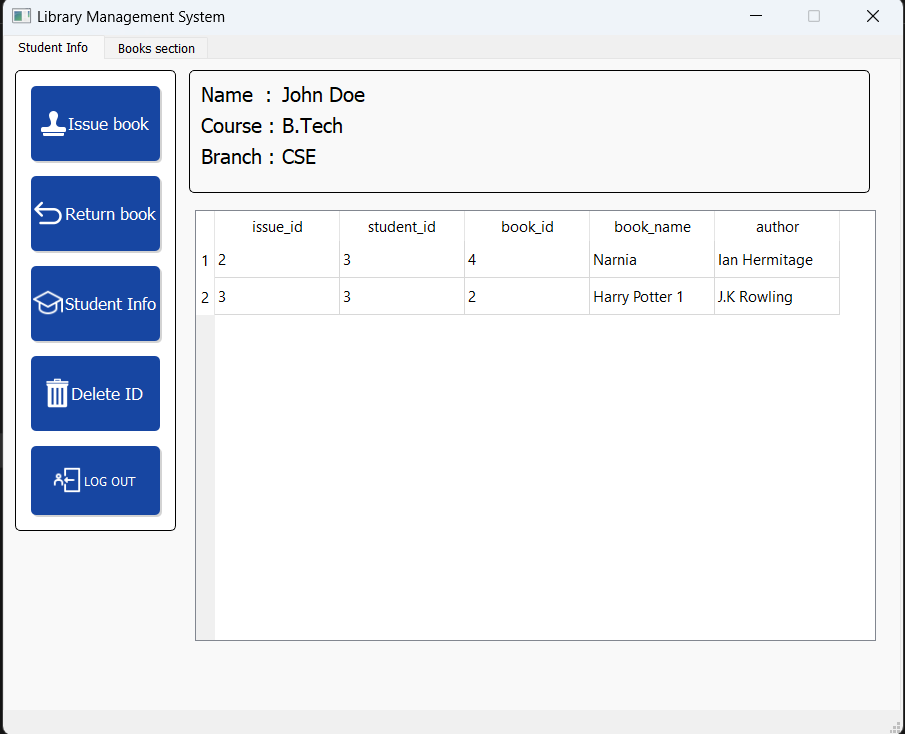 Library Management System
Student Info Books section
Issue book
Return book
Student Info
Delete ID
LOG OUT
Name : John Doe
Course : B.Tech
Branch : CSE
issue_id student_id book_id book_name author
1 2 3 4 Narnia Ian Hermitage
2 3 3 2 Harry Potter 1 J.K Rowling